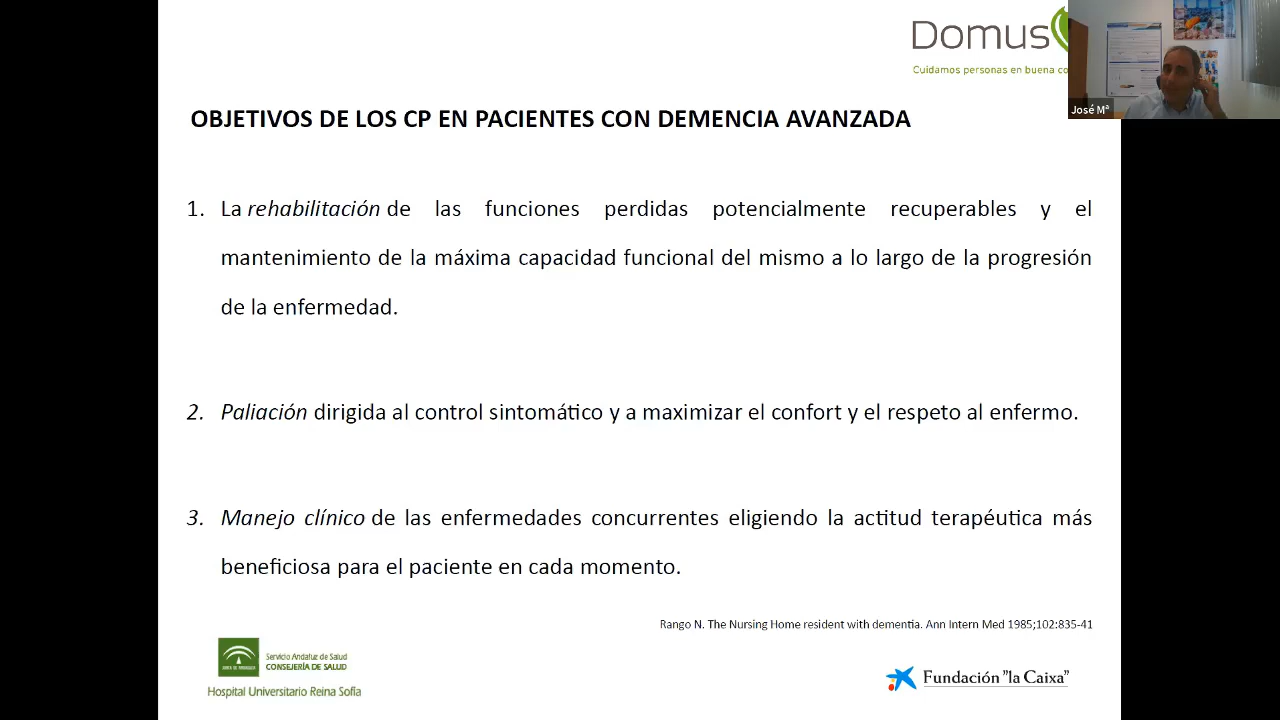 Domus
Cuidamos personas en buena co
José Mª
OBJETIVOS DE LOS CP EN PACIENTES CON DEMENCIA AVANZADA
1. La rehabilitación de las funciones perdidas potencialmente recuperables y el
mantenimiento de la máxima capacidad funcional del mismo a lo largo de la progresión
de la enfermedad.
2. Paliación dirigida al control sintomático y a maximizar el confort y el respeto al enfermo.
3. Manejo clínico de las enfermedades concurrentes eligiendo la actitud terapéutica más
beneficiosa para el paciente en cada momento.
Rango N. The Nursing Home resident with dementia. Ann Intern Med 1985;102:835-41
Servicio Andaluz de Salud
CONSEJERÍA DE SALUD
Hospital Universitario Reina Sofía
Fundación "la Caixa"